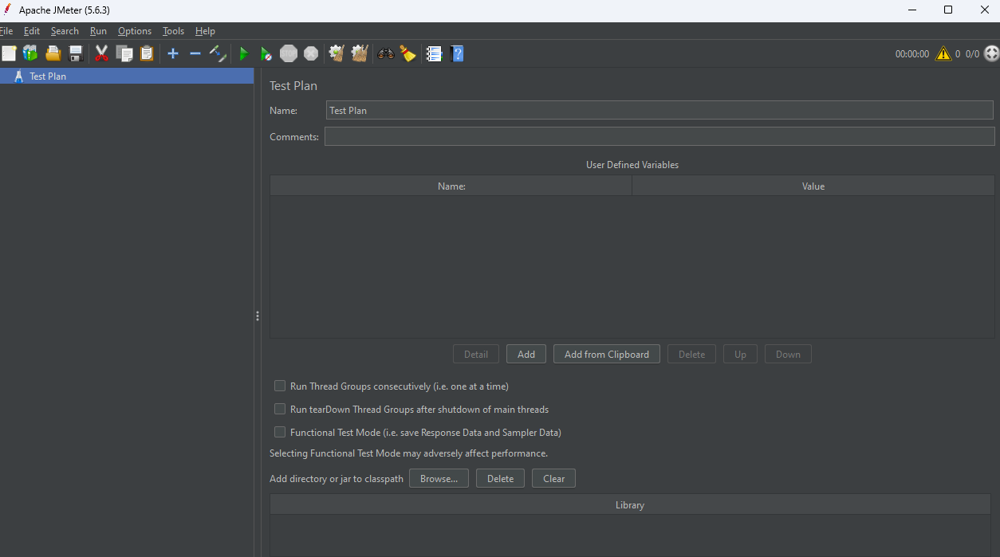 Apache JMeter (5.6.3)
File Edit Search Run Options Tools Help
STOP ? 00:00:00 0 0/0
Test Plan
Test Plan
Name: Test Plan
Comments:
User Defined Variables
Name: Value
Detail Add Add from Clipboard Delete Up Down
Run Thread Groups consecutively (i.e. one at a time)
Run tearDown Thread Groups after shutdown of main threads
Functional Test Mode (i.e. save Response Data and Sampler Data)
Selecting Functional Test Mode may adversely affect performance.
Add directory or jar to classpath Browse... Delete Clear
Library